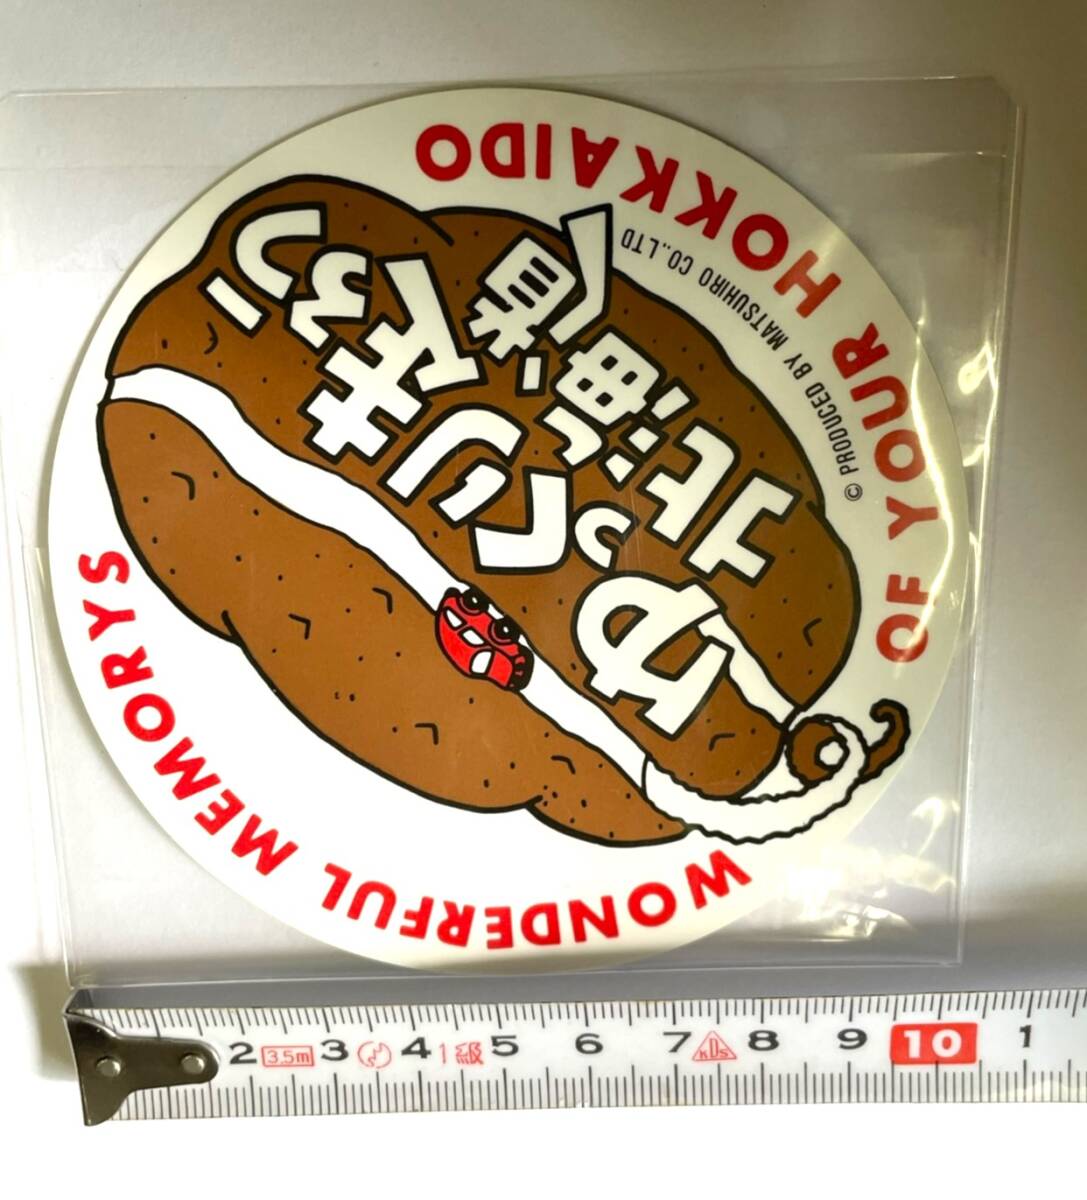 北海道
ゆっくり走ろう
WONDERFUL MEMORYS OF YOUR HOKKAIDO
© PRODUCED BY MATSUHIRO CO.,LTD
2 3.5m 3 4 1級 5 6 7 KDS 8 9 10 1